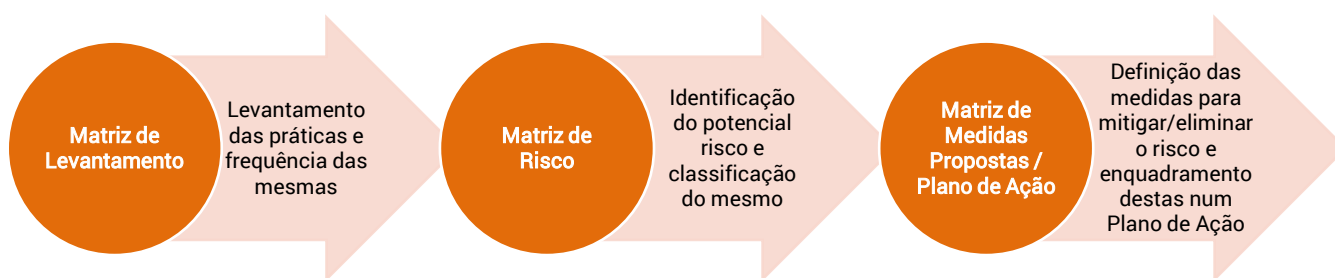 Matriz de
Levantamento
Levantamento
das práticas e
frequência das
mesmas
Matriz de
Risco
Identificação
do potencial
risco e
classificação
do mesmo
Matriz de
Medidas
Propostas /
Plano de Ação
Definição das
medidas para
mitigar/eliminar
o risco e
enquadramento
destas num
Plano de Ação